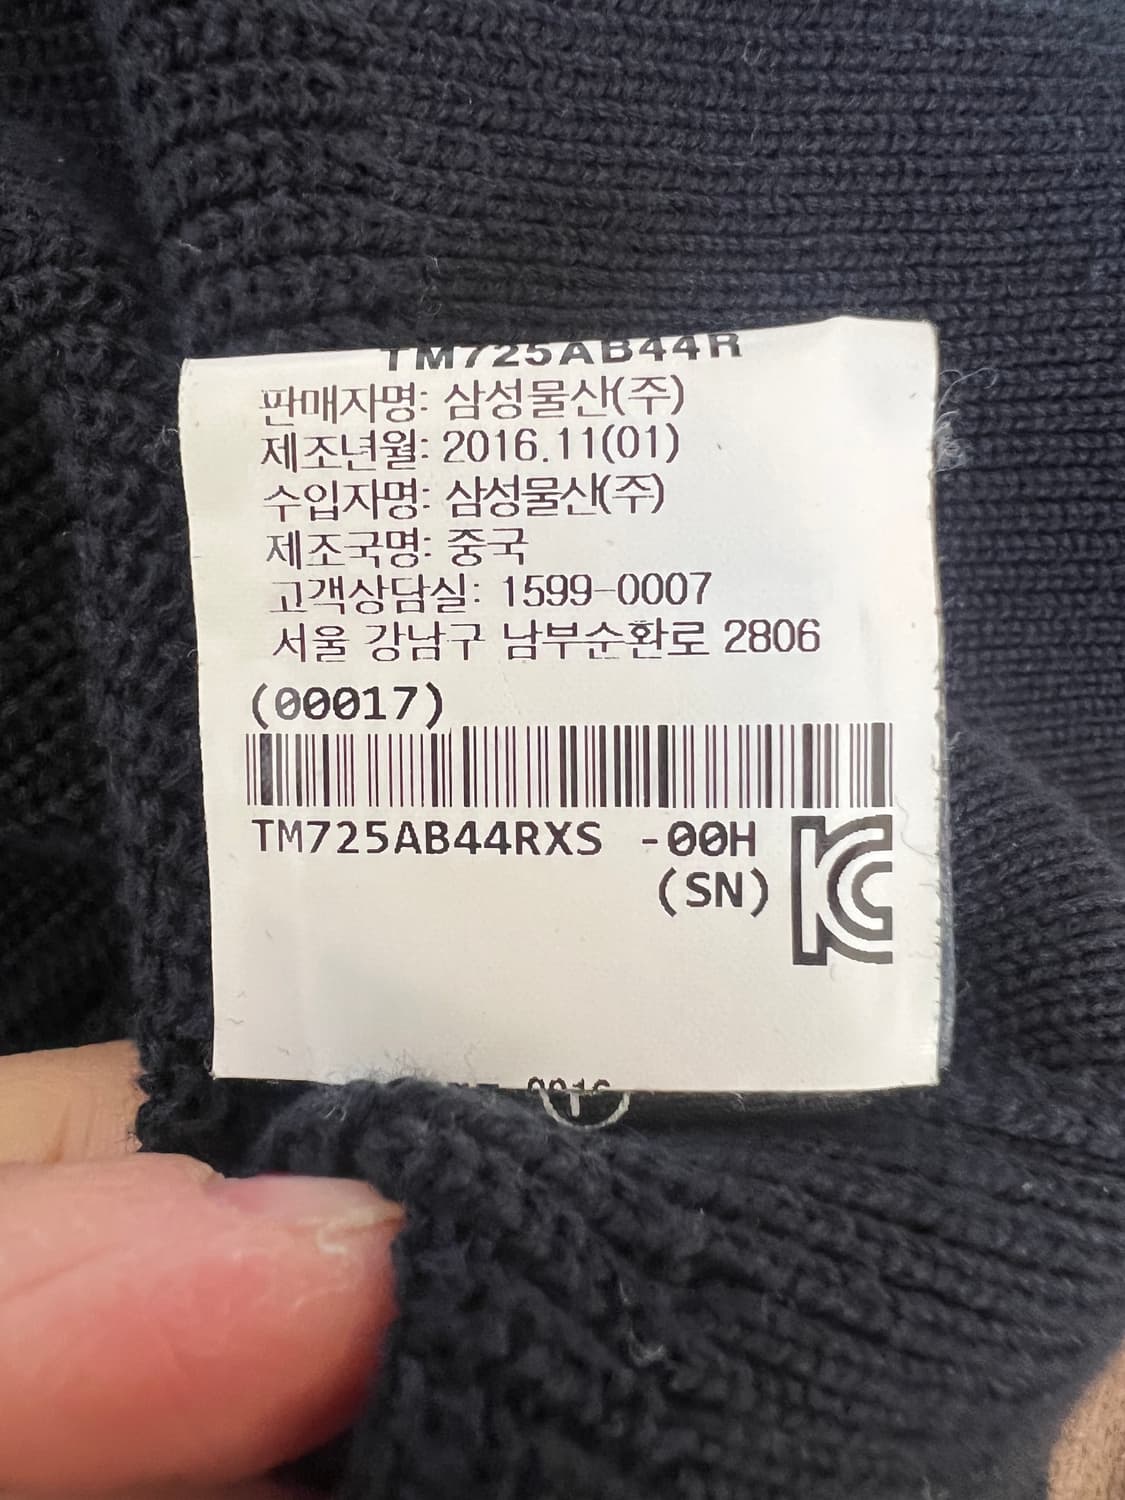 TM725AB44R
판매자명: 삼성물산(주)
제조년월: 2016.11(01)
수입자명: 삼성물산(주)
제조국명: 중국
고객상담실: 1599-0007
서울 강남구 남부순환로 2806
(00017)
TM725AB44RXS -00H
(SN)
KC